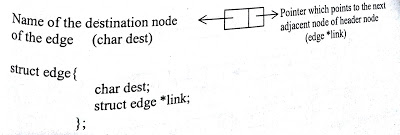 Name of the destination node
of the edge (char dest)
Pointer which points to the next
adjacent node of header node
(edge *link)
struct edge{
char dest;
struct edge *link;
};